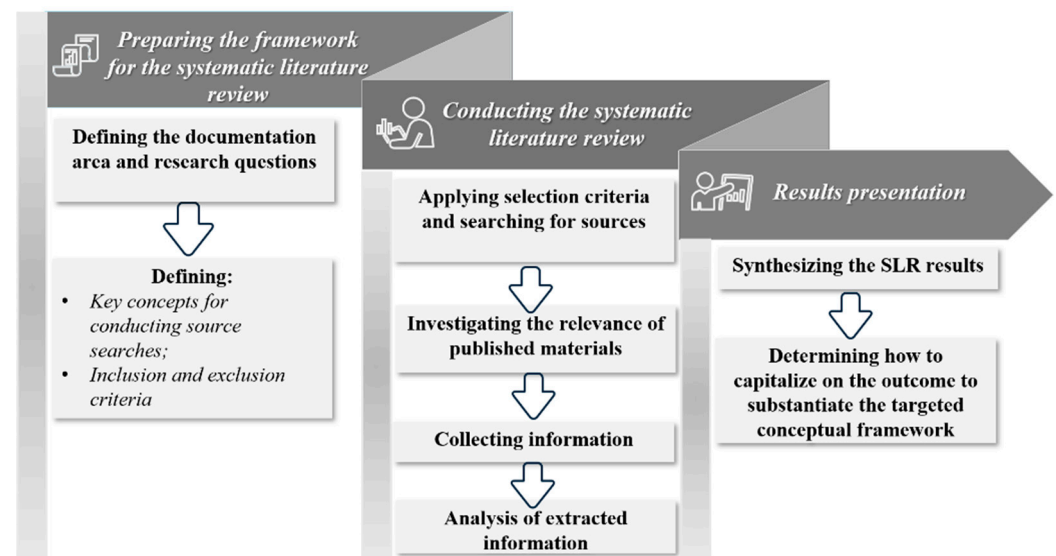 Preparing the framework
for the systematic literature
review
Defining the documentation
area and research questions
Defining:
• Key concepts for
conducting source
searches;
• Inclusion and exclusion
criteria
Conducting the systematic
literature review
Applying selection criteria
and searching for sources
Investigating the relevance of
published materials
Collecting information
Analysis of extracted
information
Results presentation
Synthesizing the SLR results
Determining how to
capitalize on the outcome to
substantiate the targeted
conceptual framework